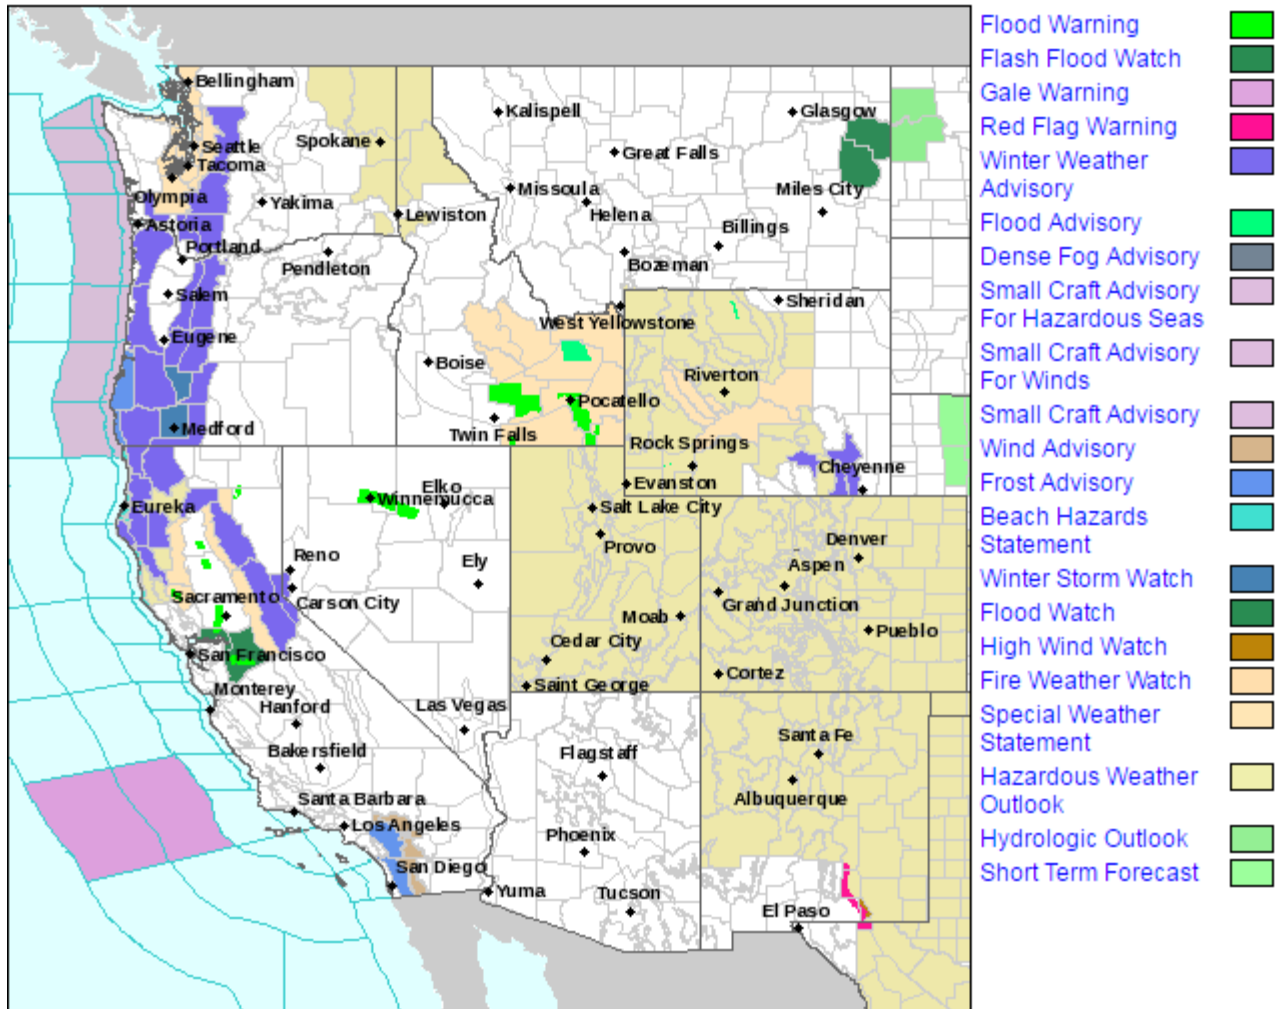 Bellingham
Seattle
Tacoma
Olympia
Astoria
Portland
Salem
Eugene
Medford
Spokane
Yakima
Lewiston
Pendleton
Kalispell
Great Falls
Missoula
Helena
Bozeman
Billings
Miles City
Glasgow
Sheridan
West Yellowstone
Boise
Pocatello
Twin Falls
Riverton
Rock Springs
Evanston
Cheyenne
Eureka
Elko
Winnemucca
Reno
Carson City
Ely
Sacramento
San Francisco
Monterey
Hanford
Bakersfield
Las Vegas
Salt Lake City
Provo
Moab
Cedar City
Saint George
Denver
Aspen
Grand Junction
Pueblo
Cortez
Santa Barbara
Los Angeles
San Diego
Yuma
Flagstaff
Phoenix
Tucson
Santa Fe
Albuquerque
El Paso
Flood Warning
Flash Flood Watch
Gale Warning
Red Flag Warning
Winter Weather
Advisory
Flood Advisory
Dense Fog Advisory
Small Craft Advisory
For Hazardous Seas
Small Craft Advisory
For Winds
Small Craft Advisory
Wind Advisory
Frost Advisory
Beach Hazards
Statement
Winter Storm Watch
Flood Watch
High Wind Watch
Fire Weather Watch
Special Weather
Statement
Hazardous Weather
Outlook
Hydrologic Outlook
Short Term Forecast